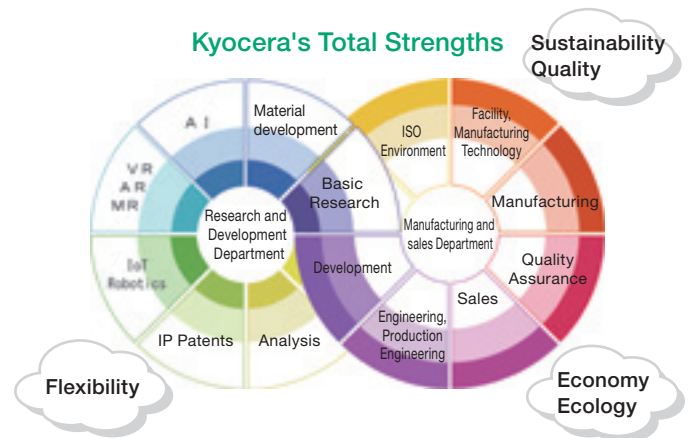 Kyocera's Total Strengths
Sustainability
Quality
AI
Material
development
ISO
Environment
Facility,
Manufacturing
Technology
VR
AR
MR
Basic
Research
Manufacturing
Research and
Development
Department
Manufacturing and
sales Department
IoT
Robotics
Development
Quality
Assurance
Sales
IP Patents
Analysis
Engineering,
Production
Engineering
Flexibility
Economy
Ecology